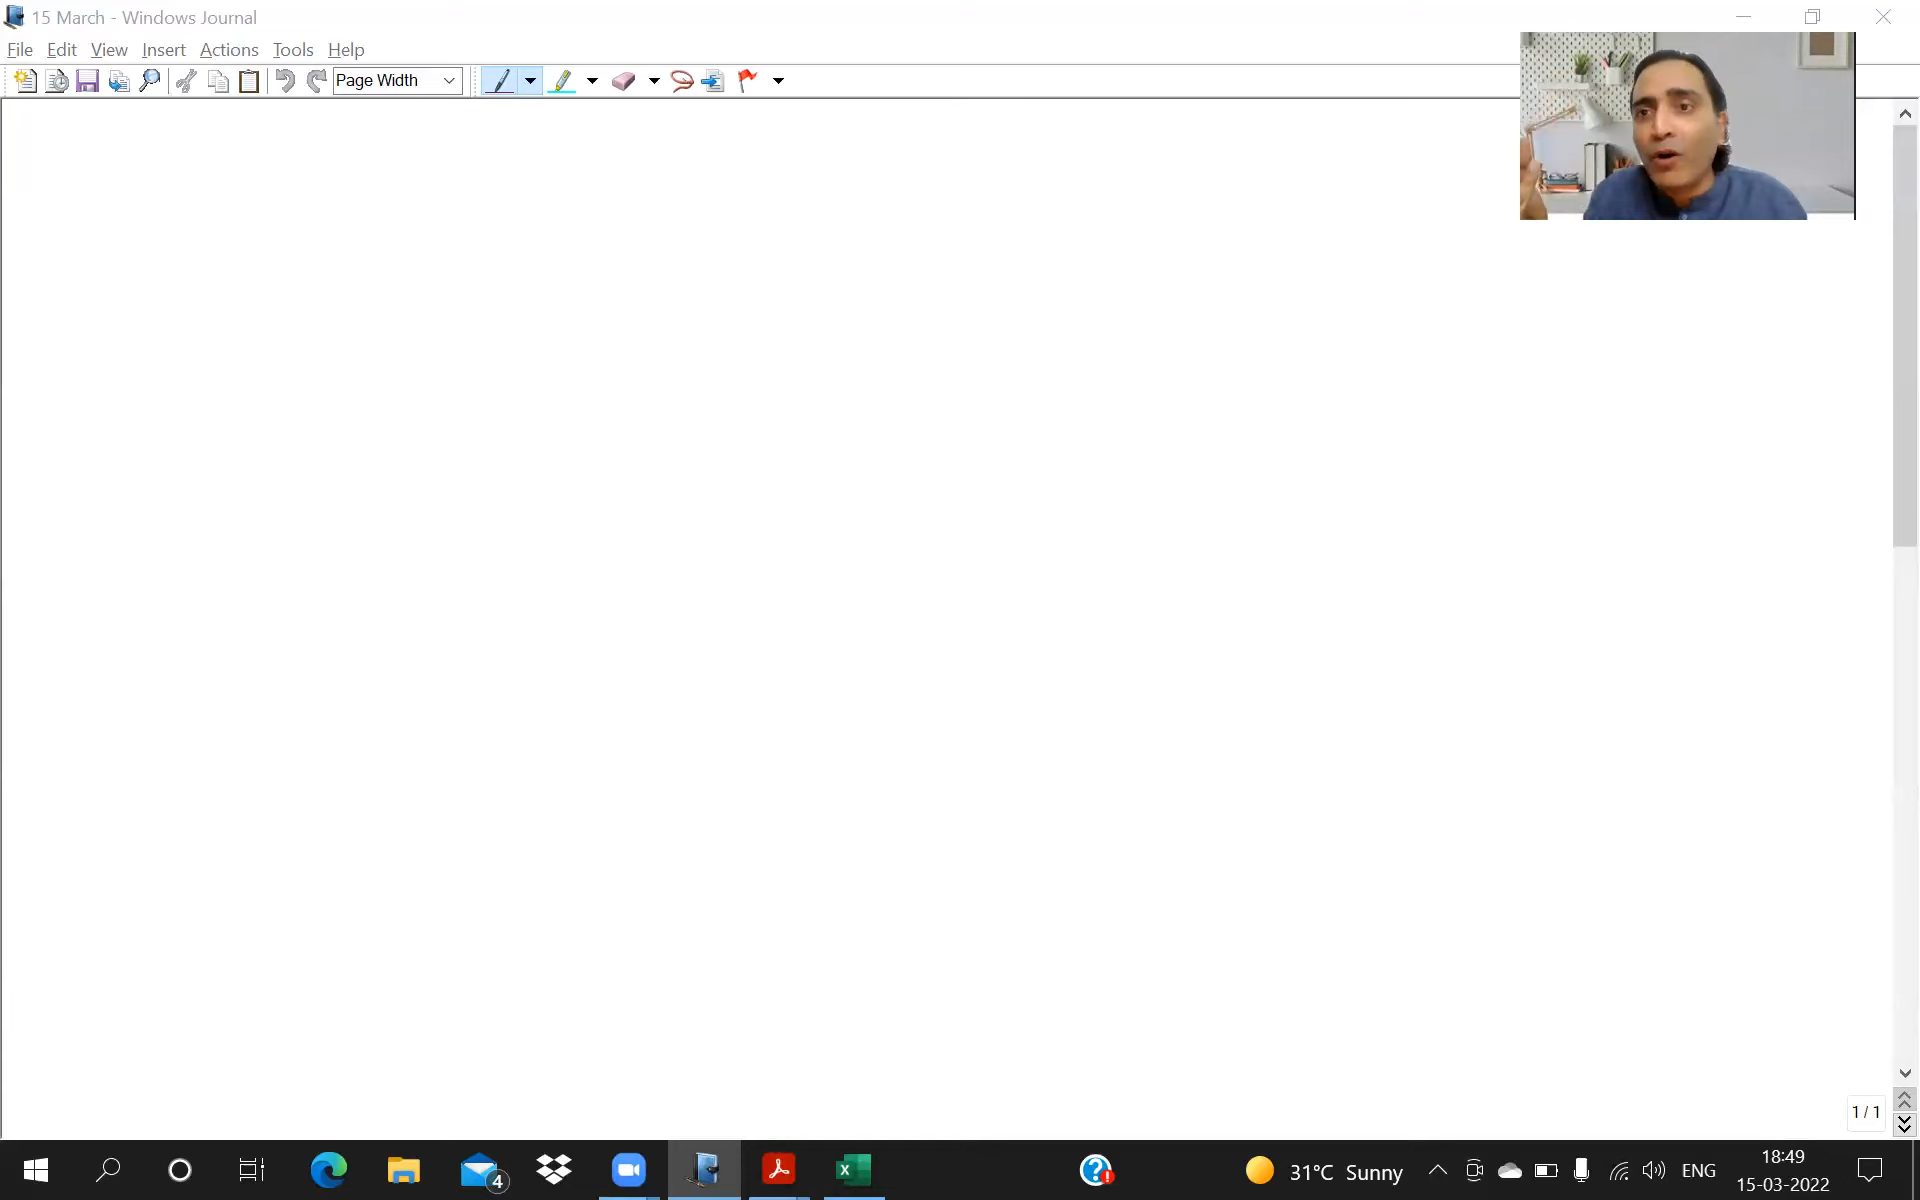 15 March - Windows Journal
File Edit View Insert Actions Tools Help
Page Width
1 / 1
4
31°C Sunny
ENG
18:49
15-03-2022